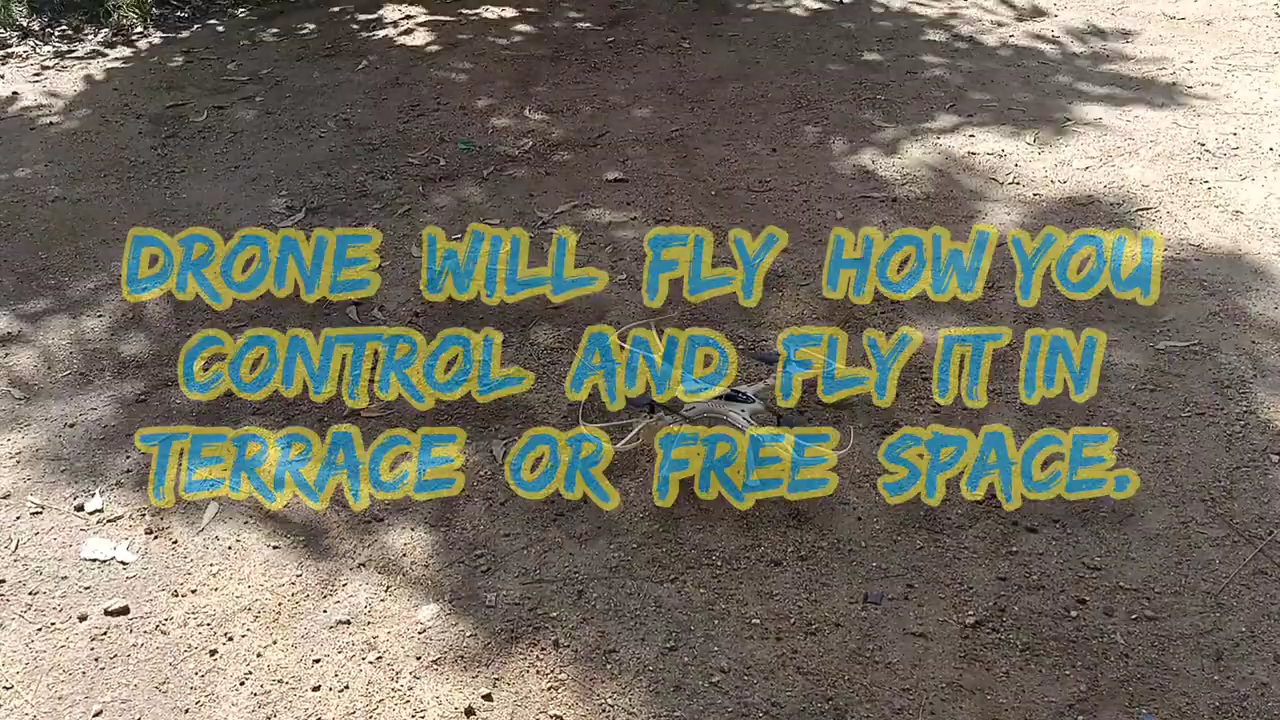 DRONE WILL FLY HOW YOU
CONTROL AND FLY IT IN
TERRACE OR FREE SPACE.